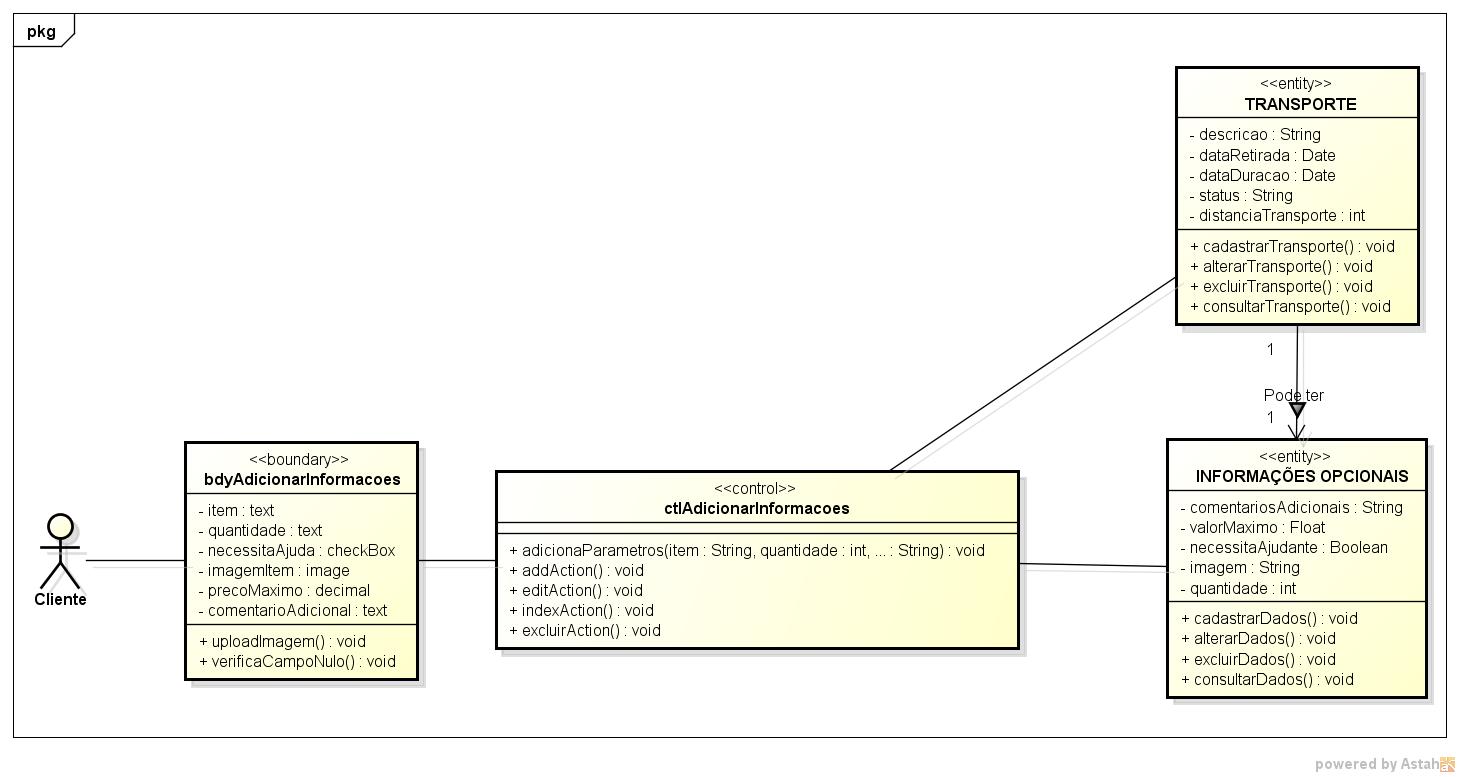 pkg
<<entity>>
TRANSPORTE
- descricao : String
- dataRetirada : Date
- dataDuracao : Date
- status : String
- distanciaTransporte : int
+ cadastrarTransporte() : void
+ alterarTransporte() : void
+ excluirTransporte() : void
+ consultarTransporte() : void
1
Pode ter
1
<<boundary>>
bdyAdicionarInformacoes
- item : text
- quantidade : text
- necessitaAjuda : checkBox
- imagemItem : image
- precoMaximo : decimal
- comentarioAdicional : text
+ uploadImagem() : void
+ verificaCampoNulo() : void
Cliente
<<control>>
ctlAdicionarInformacoes
+ adicionaParametros(item : String, quantidade : int, ... : String) : void
+ addAction() : void
+ editAction() : void
+ indexAction() : void
+ excluirAction() : void
<<entity>>
INFORMAÇÕES OPCIONAIS
- comentariosAdicionais : String
- valorMaximo : Float
- necessitaAjudante : Boolean
- imagem : String
- quantidade : int
+ cadastrarDados() : void
+ alterarDados() : void
+ excluirDados() : void
+ consultarDados() : void
powered by Astah